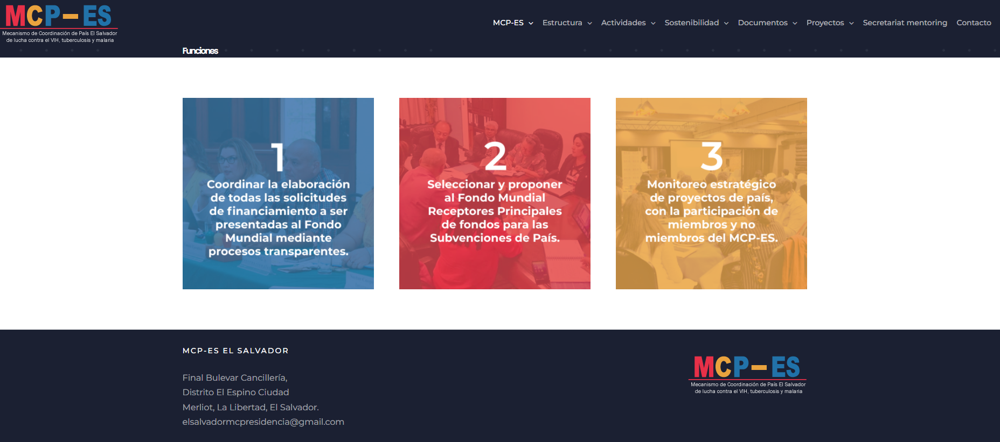 MCP-ES
Mecanismo de Coordinación de País El Salvador
de lucha contra el VIH, tuberculosis y malaria
MCP-ES Estructura Actividades Sostenibilidad Documentos Proyectos Secretariat mentoring Contacto
Funciones
1
Coordinar la elaboración
de todas las solicitudes
de financiamiento a ser
presentadas al Fondo
Mundial mediante
procesos transparentes.
2
Seleccionar y proponer
al Fondo Mundial
Receptores Principales
de fondos para las
Subvenciones de País.
3
Monitoreo estratégico
de proyectos de país,
con la participación de
miembros y no
miembros del MCP-ES.
MCP-ES EL SALVADOR
Final Bulevar Cancillería,
Distrito El Espino Ciudad
Merliot, La Libertad, El Salvador.
elsalvadormcpresidencia@gmail.com
MCP-ES
Mecanismo de Coordinación de País El Salvador
de lucha contra el VIH, tuberculosis y malaria